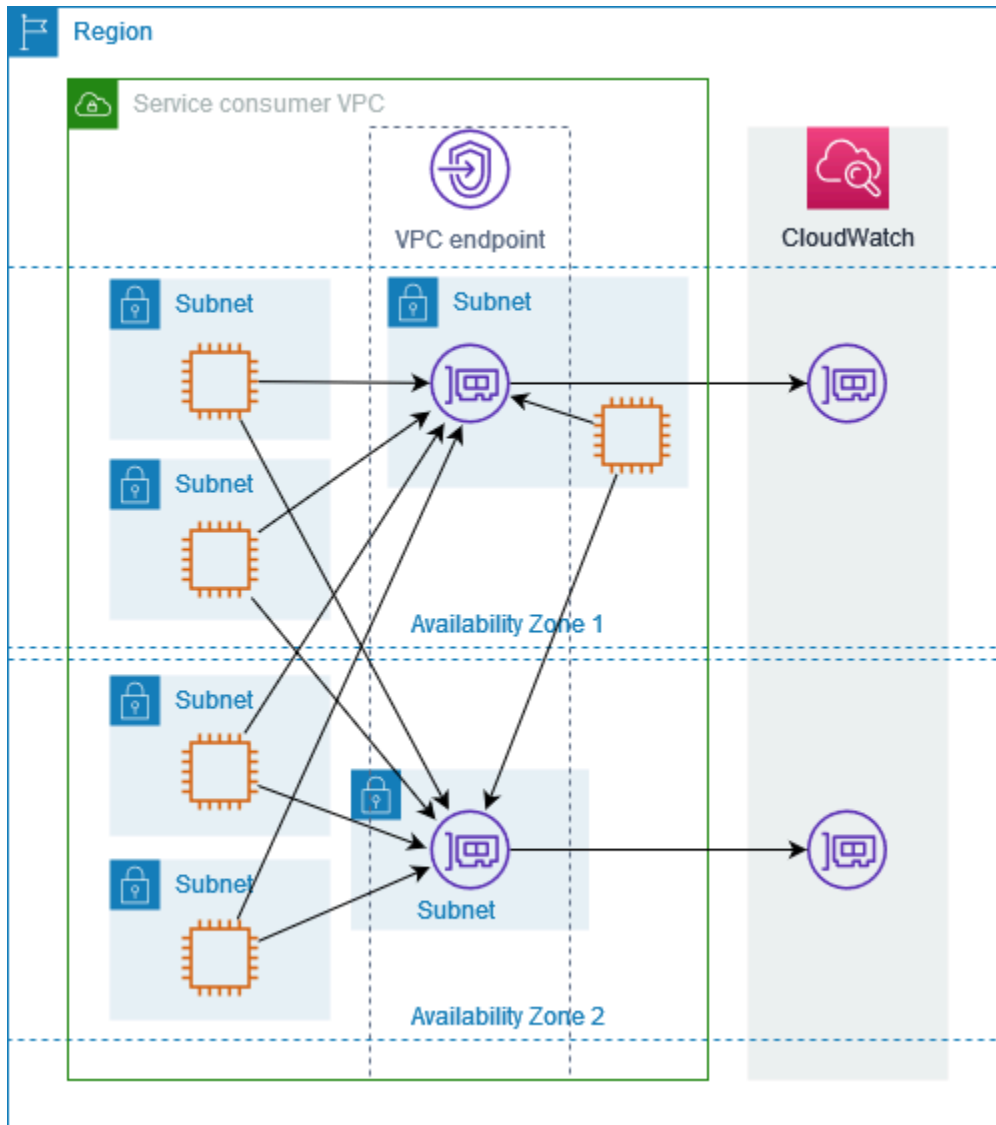 Region
Service consumer VPC
VPC endpoint
CloudWatch
Subnet
Subnet
Subnet
Availability Zone 1
Subnet
Subnet
Subnet
Availability Zone 2